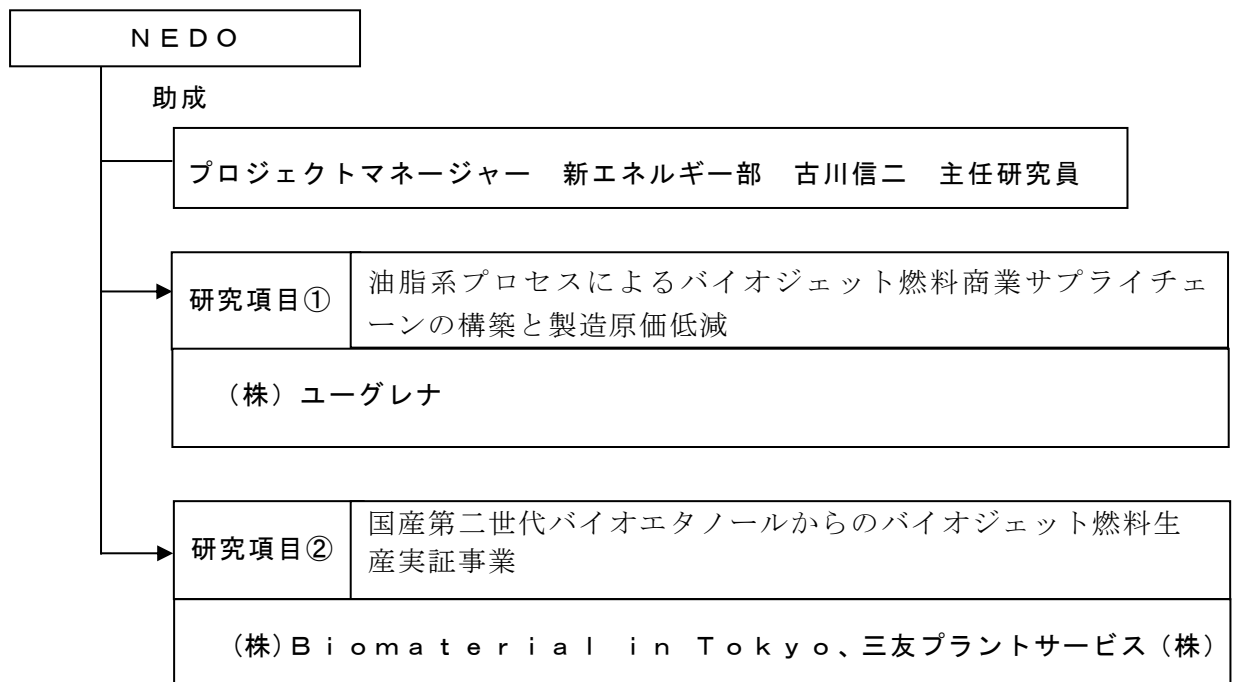 ＮＥＤＯ
助成
プロジェクトマネージャー　新エネルギー部　古川信二　主任研究員
研究項目①
油脂系プロセスによるバイオジェット燃料商業サプライチェ
ーンの構築と製造原価低減
（株）ユーグレナ
研究項目②
国産第二世代バイオエタノールからのバイオジェット燃料生
産実証事業
（株）Ｂｉｏｍａｔｅｒｉａｌ　ｉｎ　Ｔｏｋｙｏ、三友プラントサービス（株）